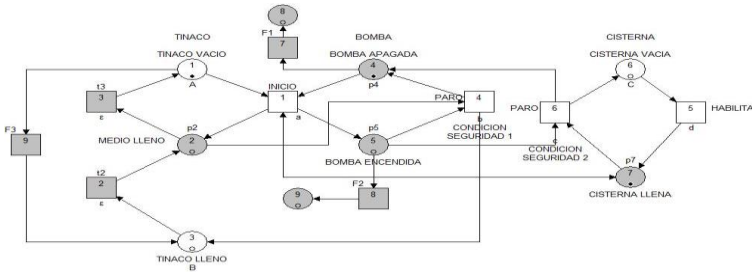 8
TINACO
F1
BOMBA
CISTERNA
TINACO VACIO
7
BOMBA APAGADA
CISTERNA VACIA
t3
1
INICIO
4
6
3
A
p4
PARO
4
C
5
HABILITA
ε
1
PARO
6
F3
p2
a
p5
b
c
d
9
MEDIO LLENO
2
5
CONDICION
SEGURIDAD 1
CONDICION
SEGURIDAD 2
p7
t2
BOMBA ENCENDIDA
7
2
9
F2
8
CISTERNA LLENA
ε
3
TINACO LLENO
B